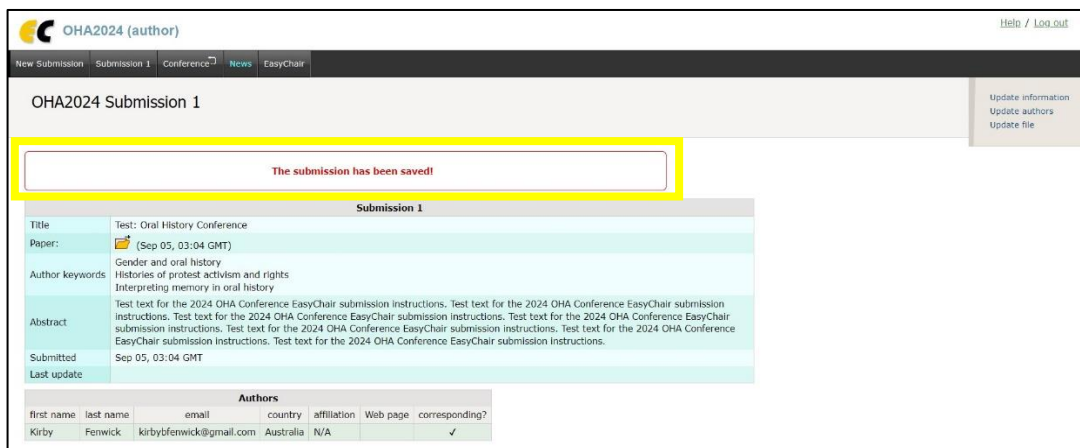 OHA2024 (author)
Help / Log out
New Submission Submission 1 Conference News EasyChair
OHA2024 Submission 1
Update information
Update authors
Update file
The submission has been saved!
Submission 1
Title Test: Oral History Conference
Paper: (Sep 05, 03:04 GMT)
Author keywords Gender and oral history
Histories of protest activism and rights
Interpreting memory in oral history
Abstract Test text for the 2024 OHA Conference EasyChair submission instructions. Test text for the 2024 OHA Conference EasyChair submission
instructions. Test text for the 2024 OHA Conference EasyChair submission instructions. Test text for the 2024 OHA Conference EasyChair
submission instructions. Test text for the 2024 OHA Conference EasyChair submission instructions. Test text for the 2024 OHA Conference
EasyChair submission instructions. Test text for the 2024 OHA Conference EasyChair submission instructions.
Submitted Sep 05, 03:04 GMT
Last update
Authors
first name last name email country affiliation Web page corresponding?
Kirby Fenwick kirbybfenwick@gmail.com Australia N/A ✓